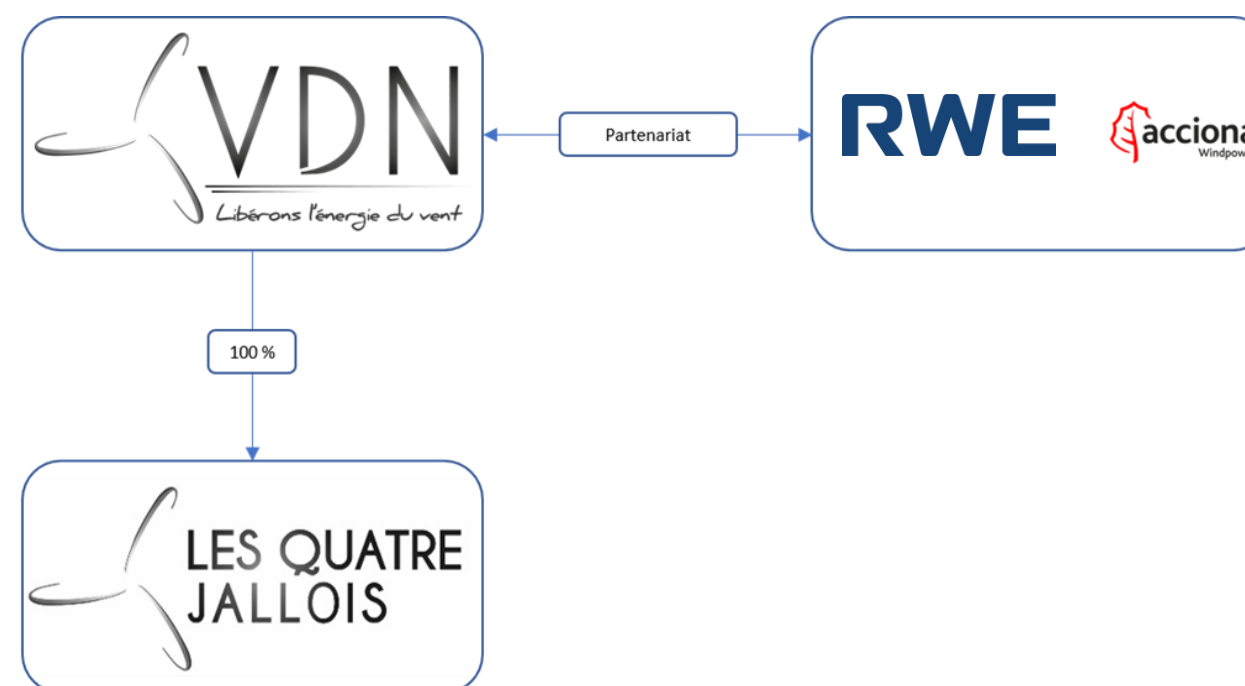 VDN
Libérons l'énergie du vent
Partenariat
RWE
acciona
100 %
LES QUATRE
JALLOIS